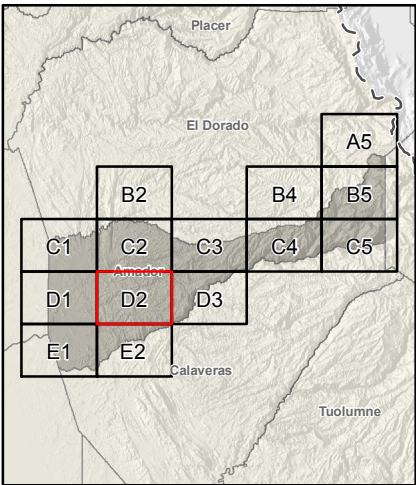 Placer
El Dorado
A5
B2 B4 B5
C1 C2 C3 C4 C5
Amador
D1 D2 D3
E1 E2
Calaveras
Tuolumne